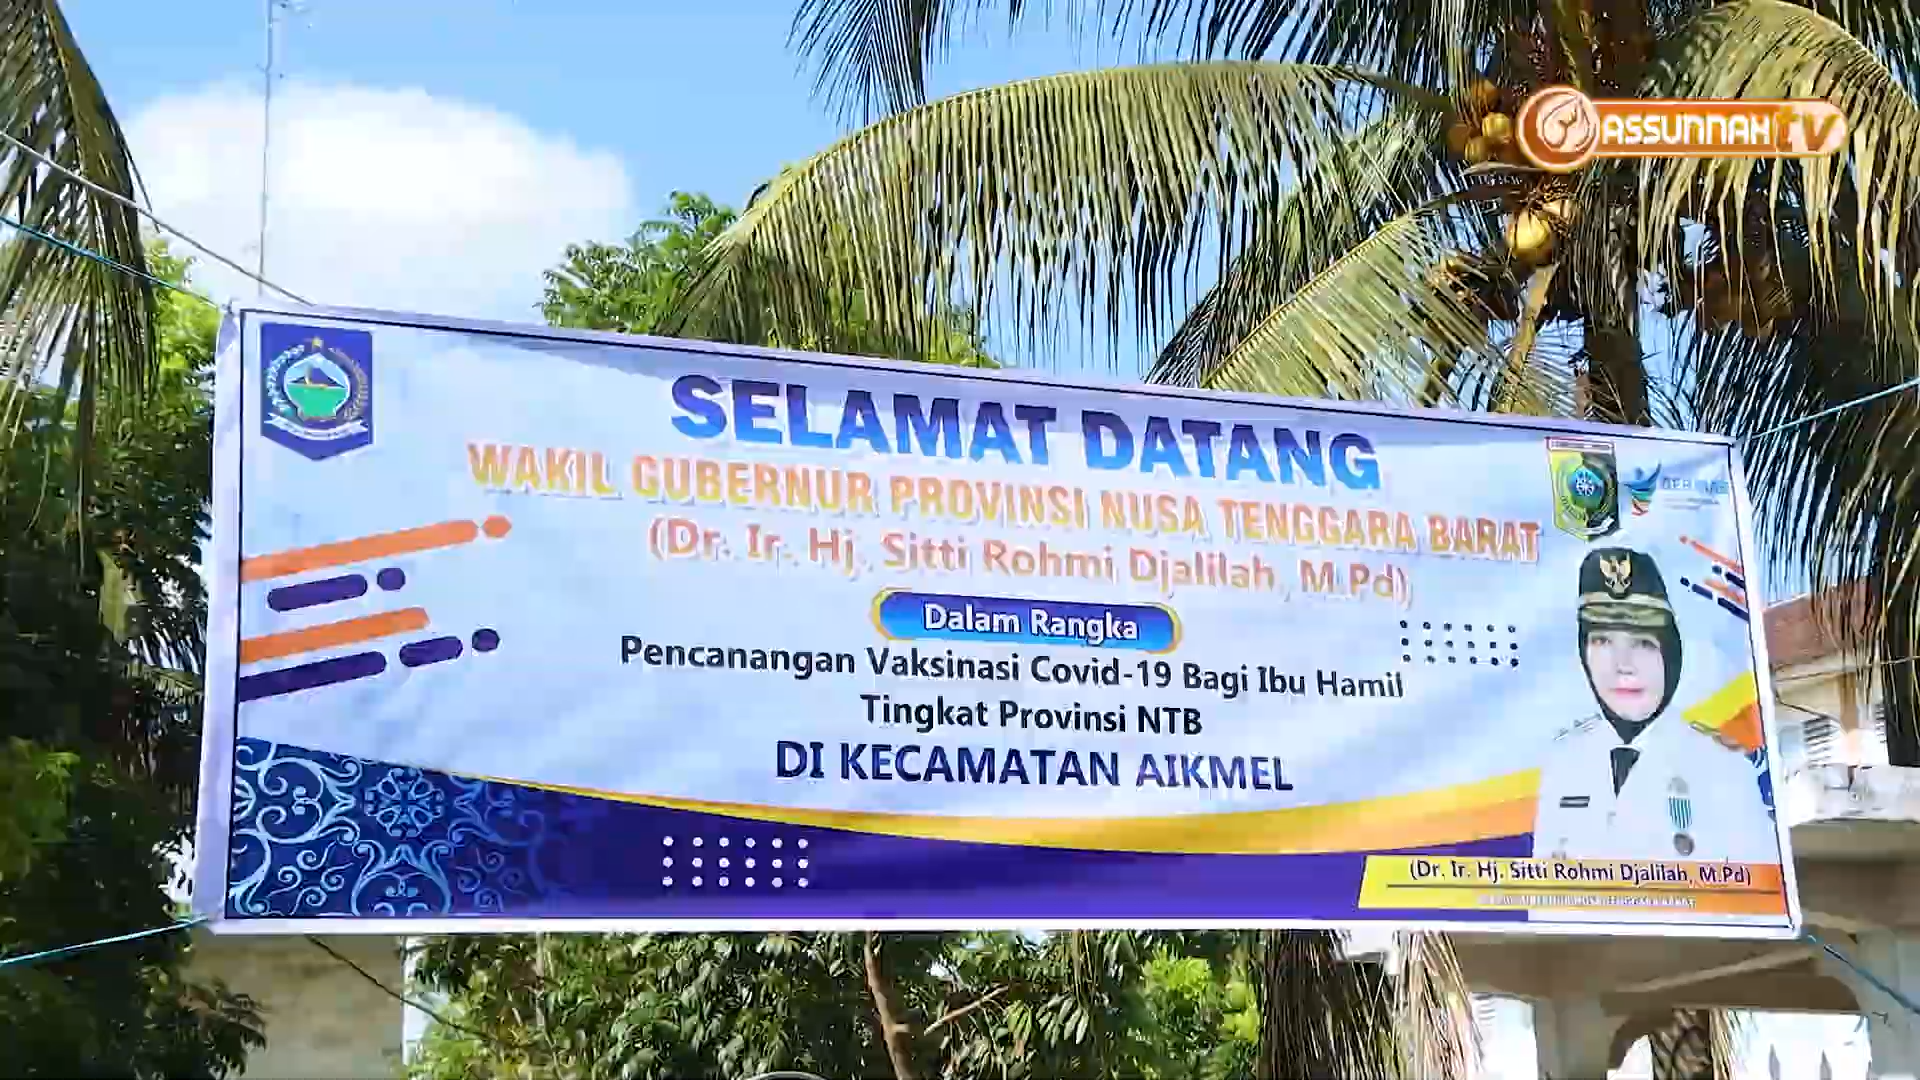 ASSUNNAH tv
SELAMAT DATANG
WAKIL GUBERNUR PROVINSI NUSA TENGGARA BARAT
(Dr. Ir. Hj. Sitti Rohmi Djalilah, M.Pd)
Dalam Rangka
Pencanangan Vaksinasi Covid-19 Bagi Ibu Hamil
Tingkat Provinsi NTB
DI KECAMATAN AIKMEL
(Dr. Ir. Hj. Sitti Rohmi Djalilah, M.Pd)